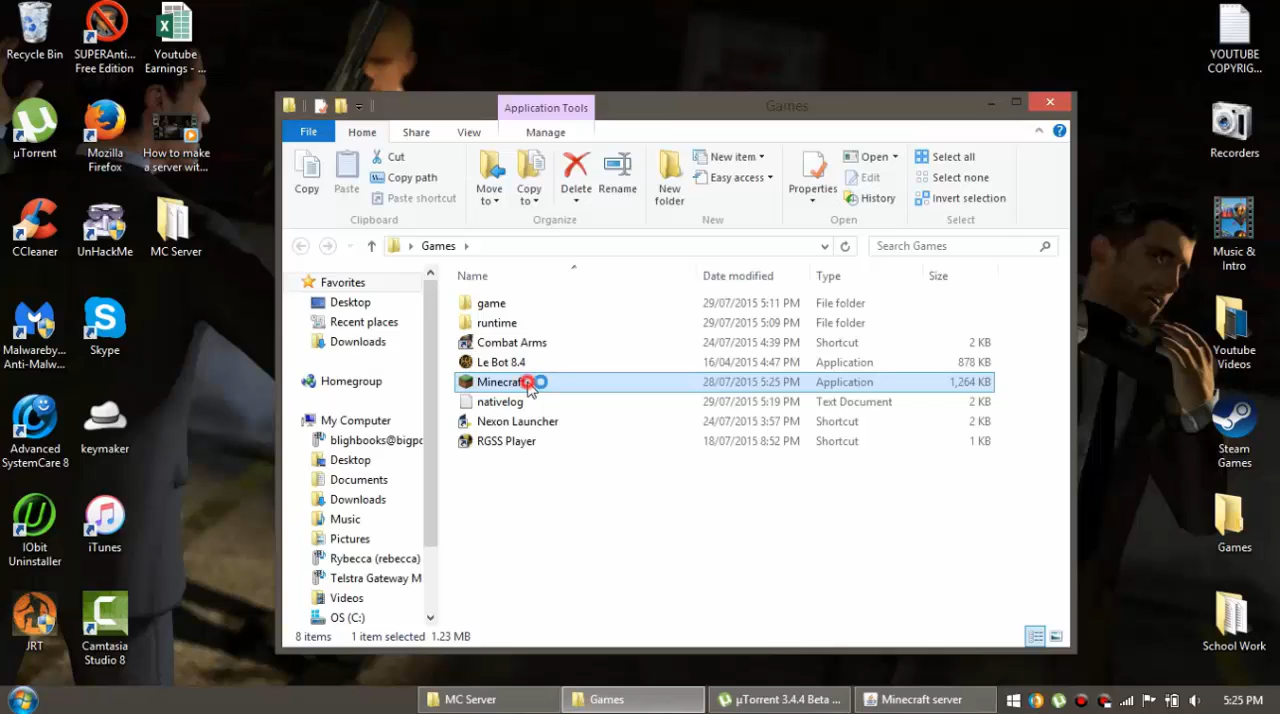 Recycle Bin
SUPERAnti...
Free Edition
Youtube
Earnings - ...
µTorrent
Mozilla
Firefox
How to make
a server wit...
CCleaner
UnHackMe
MC Server
Malwareby...
Anti-Malw...
Skype
Advanced
SystemCare 8
keymaker
IObit
Uninstaller
iTunes
JRT
Camtasia
Studio 8
Application Tools
Games
File
Home
Share
View
Manage
Copy
Paste
Cut
Copy path
Paste shortcut
Clipboard
Move
to
Copy
to
Delete
Rename
Organize
New
folder
New item
Easy access
New
Properties
Open
Edit
History
Open
Select all
Select none
Invert selection
Select
Games
Search Games
Favorites
Desktop
Recent places
Downloads
Homegroup
My Computer
blighbooks@bigpo
Desktop
Documents
Downloads
Music
Pictures
Rybecca (rebecca)
Telstra Gateway M
Videos
OS (C:)
Name Date modified Type Size
game 29/07/2015 5:11 PM File folder
runtime 29/07/2015 5:09 PM File folder
Combat Arms 24/07/2015 4:39 PM Shortcut 2 KB
Le Bot 8.4 16/04/2015 4:47 PM Application 878 KB
Minecraft 28/07/2015 5:25 PM Application 1,264 KB
nativelog 29/07/2015 5:19 PM Text Document 2 KB
Nexon Launcher 24/07/2015 3:57 PM Shortcut 2 KB
RGSS Player 18/07/2015 8:52 PM Shortcut 1 KB
8 items 1 item selected 1.23 MB
YOUTUBE
COPYRIG...
Recorders
Music &
Intro
Youtube
Videos
Steam
Games
Games
School Work
MC Server
Games
µTorrent 3.4.4 Beta ...
Minecraft server
5:25 PM